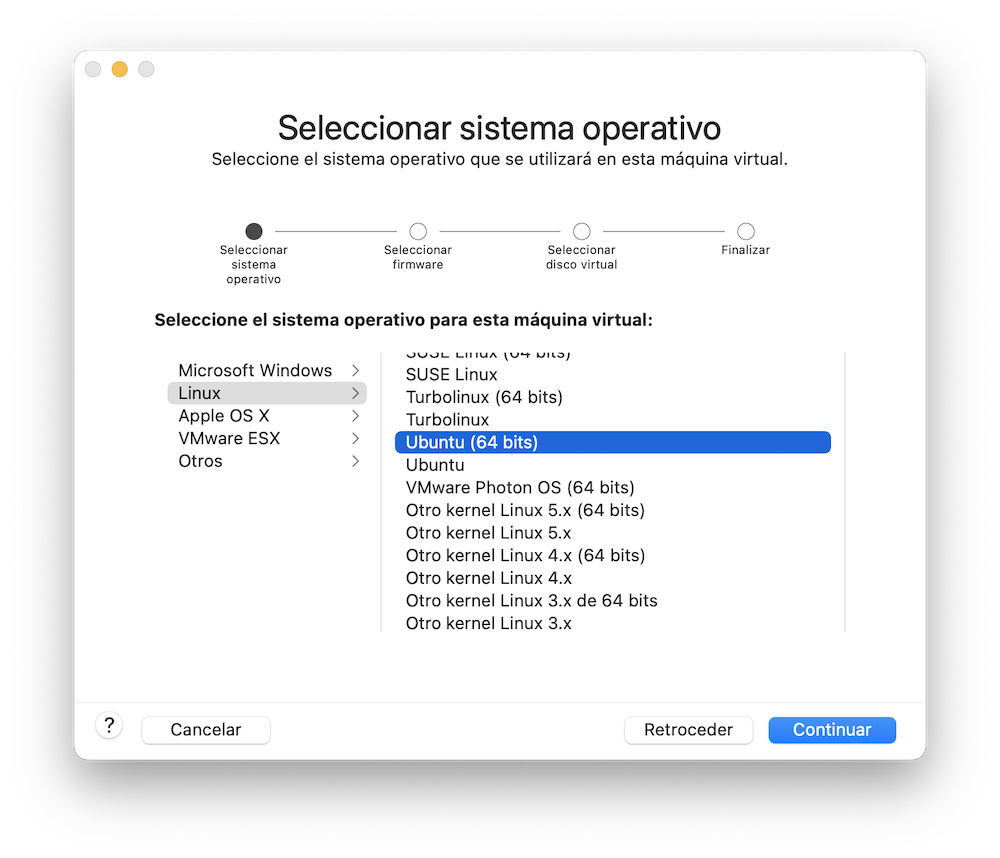 Seleccionar sistema operativo
Seleccione el sistema operativo que se utilizará en esta máquina virtual.
Seleccionar
sistema
operativo
Seleccionar
firmware
Seleccionar
disco virtual
Finalizar
Seleccione el sistema operativo para esta máquina virtual:
Microsoft Windows
Linux
Apple OS X
VMware ESX
Otros
SUSE Linux (64 bits)
SUSE Linux
Turbolinux (64 bits)
Turbolinux
Ubuntu (64 bits)
Ubuntu
VMware Photon OS (64 bits)
Otro kernel Linux 5.x (64 bits)
Otro kernel Linux 5.x
Otro kernel Linux 4.x (64 bits)
Otro kernel Linux 4.x
Otro kernel Linux 3.x de 64 bits
Otro kernel Linux 3.x
?
Cancelar
Retroceder
Continuar